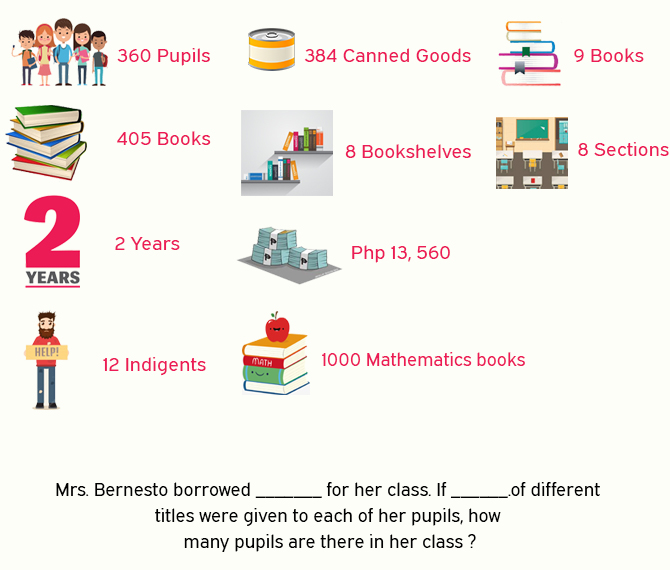 360 Pupils
384 Canned Goods
9 Books
405 Books
8 Bookshelves
8 Sections
2
YEARS
2 Years
Php 13, 560
HELP!
12 Indigents
MATH
1000 Mathematics books
Mrs. Bernesto borrowed _______ for her class. If ______.of different
titles were given to each of her pupils, how
many pupils are there in her class ?